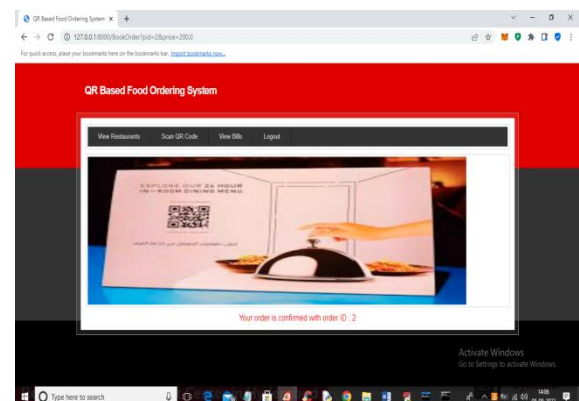 QR Based Food Ordering System
127.0.0.1:8000/BookOrder?pid=2&price=200.0
For quick access, place your bookmarks here on the bookmarks bar. Import bookmarks now...
QR Based Food Ordering System
View Restaurants Scan QR Code View Bills Logout
EXPLORE OUR 24 HOUR
IN-ROOM DINING MENU
Your order is confirmed with order ID : 2
Activate Windows
Go to Settings to activate Windows.
Type here to search
14:06